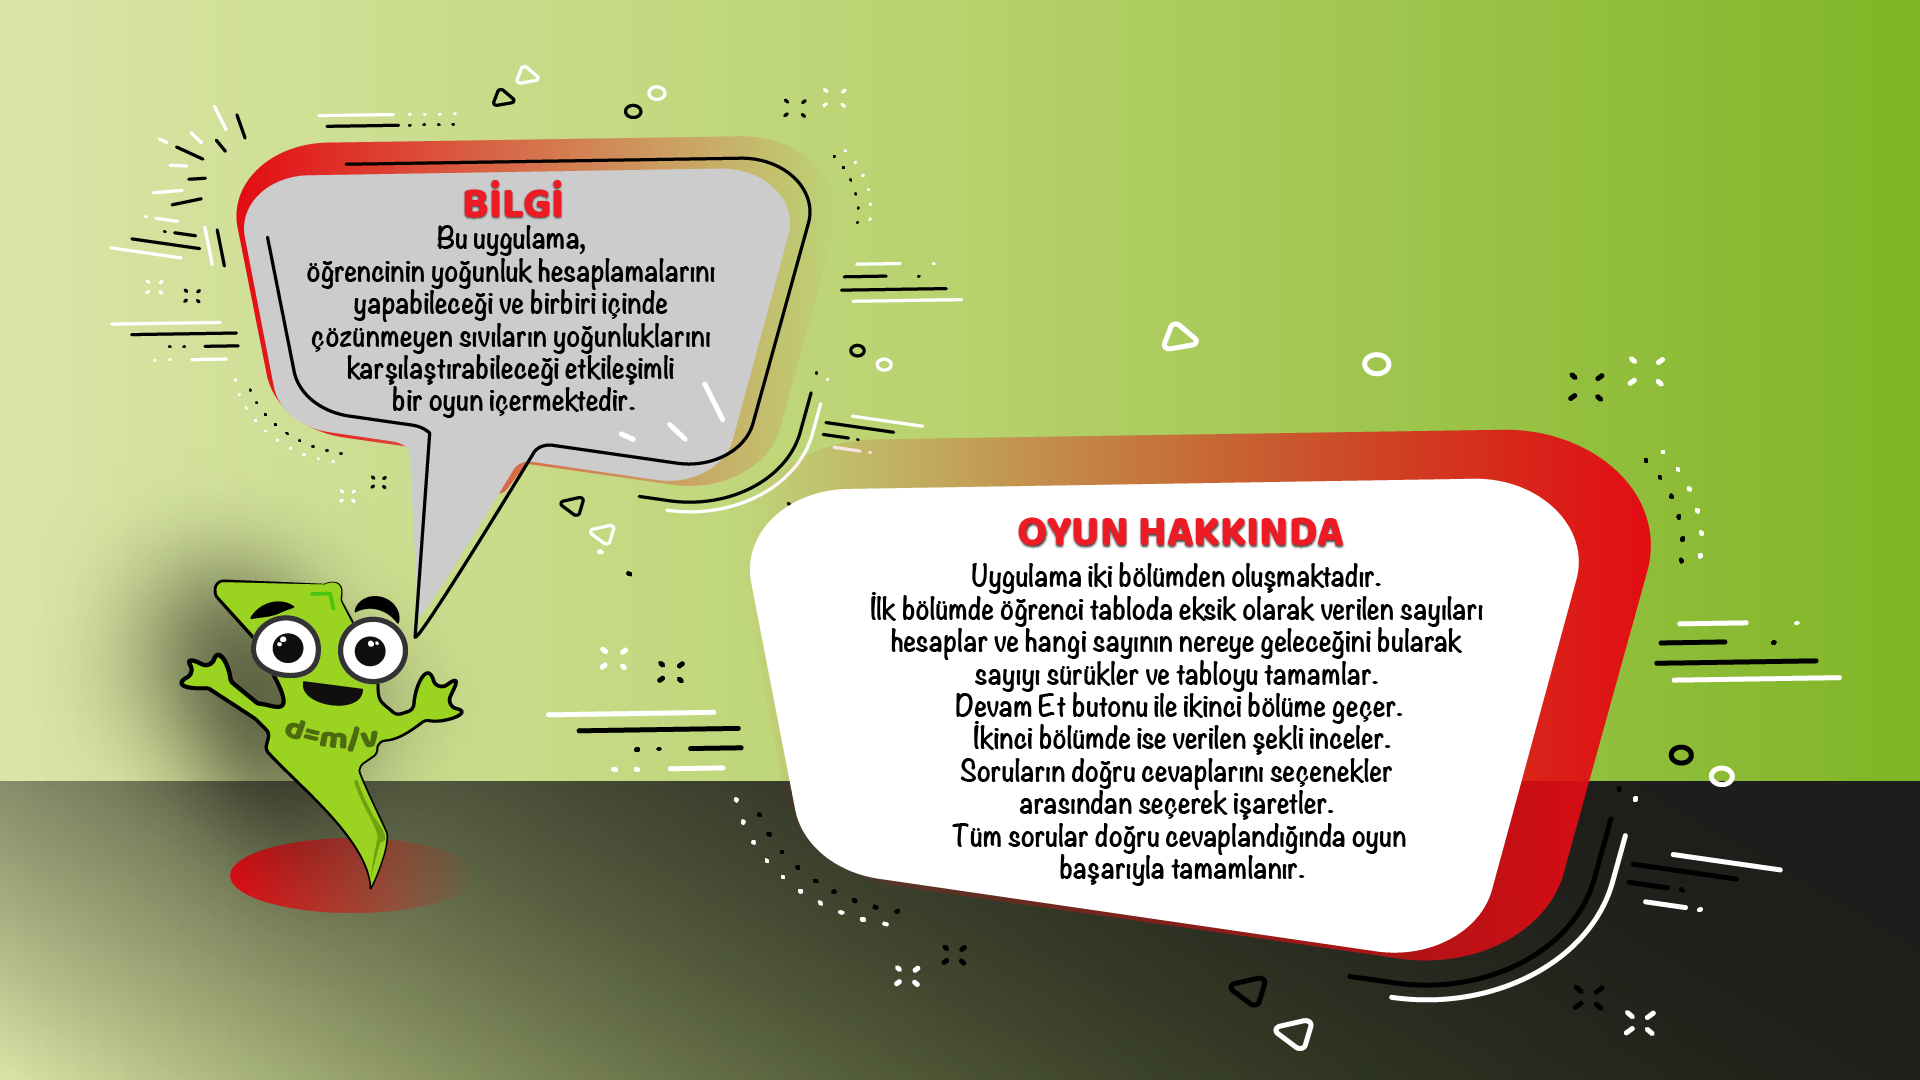 BİLGİ
Bu uygulama,
öğrencinin yoğunluk hesaplamalarını
yapabileceği ve birbiri içinde
çözünmeyen sıvıların yoğunluklarını
karşılaştırabileceği etkileşimli
bir oyun içermektedir.
OYUN HAKKINDA
Uygulama iki bölümden oluşmaktadır.
İlk bölümde öğrenci tabloda eksik olarak verilen sayıları
hesaplar ve hangi sayının nereye geleceğini bularak
sayıyı sürükler ve tabloyu tamamlar.
Devam Et butonu ile ikinci bölüme geçer.
İkinci bölümde ise verilen şekli inceler.
Soruların doğru cevaplarını seçenekler
arasından seçerek işaretler.
Tüm sorular doğru cevaplandığında oyun
başarıyla tamamlanır.
d=m/v